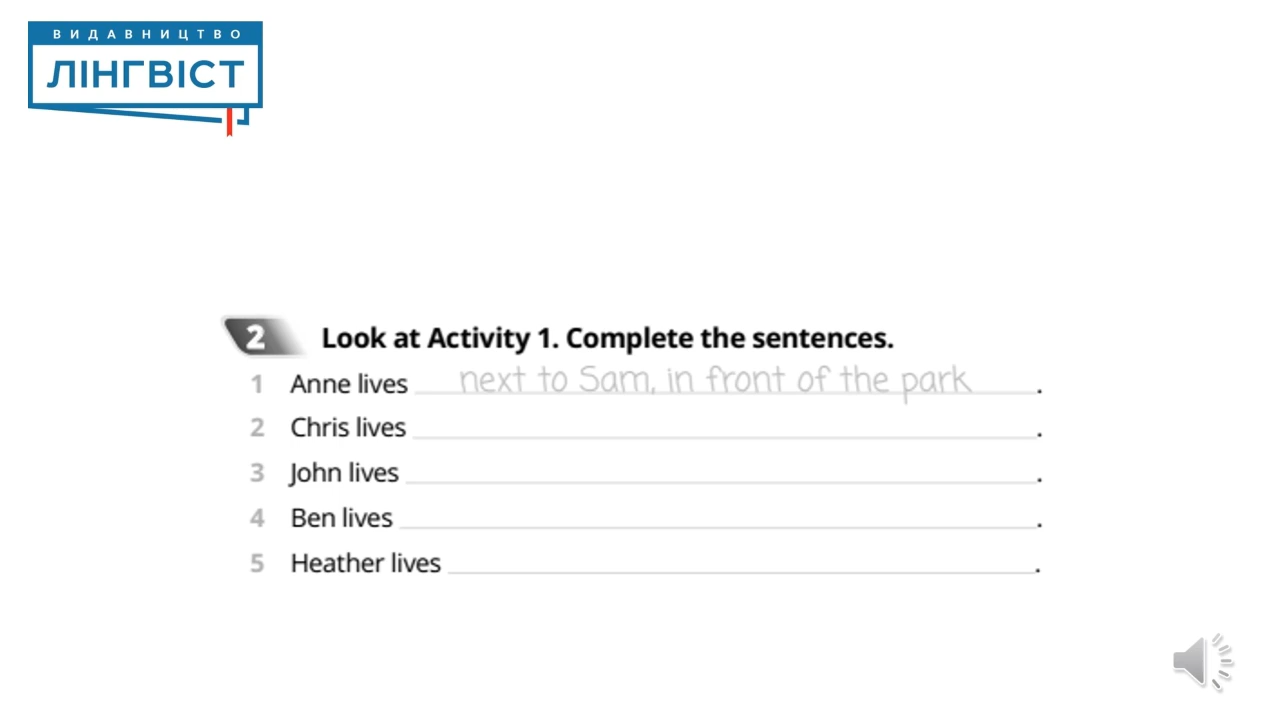 ВИДАВНИЦТВО
ЛІНГВІСТ
2 Look at Activity 1. Complete the sentences.
1 Anne lives next to Sam, in front of the park.
2 Chris lives .
3 John lives .
4 Ben lives .
5 Heather lives .